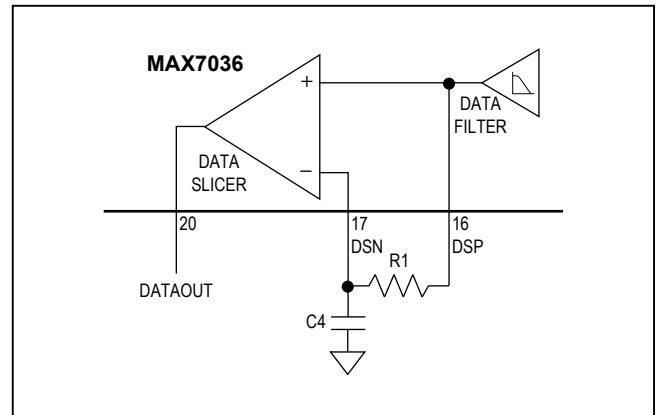 MAX7036
+
DATA
FILTER
DATA
SLICER
−
20
17
16
DSN
DSP
R1
DATAOUT
C4